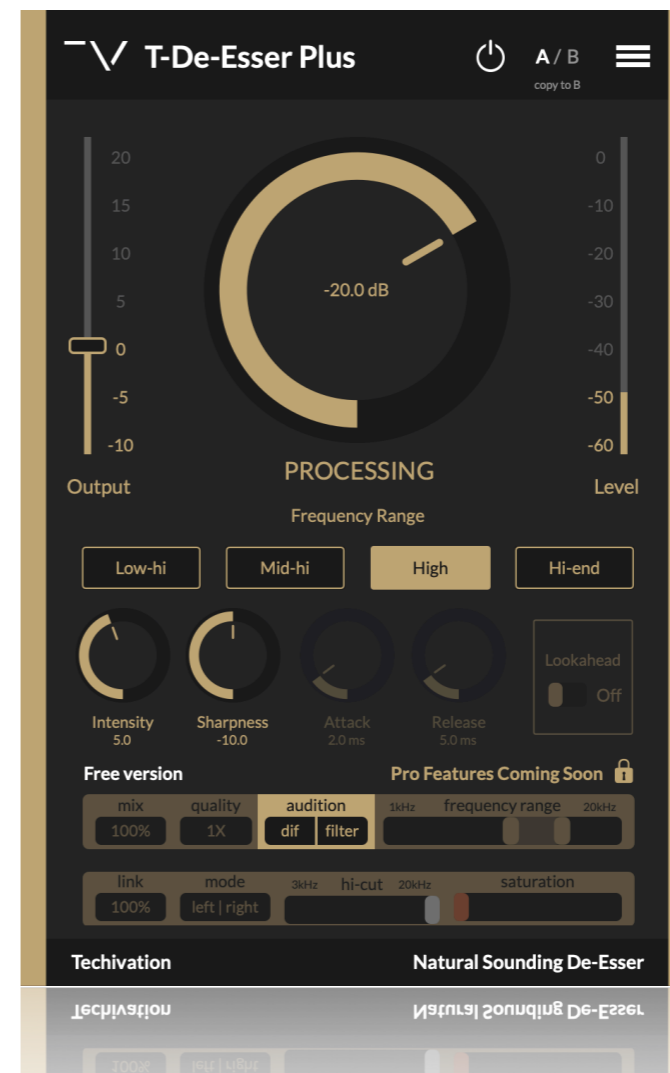 T-De-Esser Plus
A / B
copy to B
20
15
10
5
0
-5
-10
Output
-20.0 dB
PROCESSING
0
-10
-20
-30
-40
-50
-60
Level
Frequency Range
Low-hi Mid-hi High Hi-end
Intensity
5.0
Sharpness
-10.0
Attack
2.0 ms
Release
5.0 ms
Lookahead
Off
Free version Pro Features Coming Soon
mix quality audition 1kHz frequency range 20kHz
100% 1X dif filter
link mode 3kHz hi-cut 20kHz saturation
100% left | right
Techivation Natural Sounding De-Esser